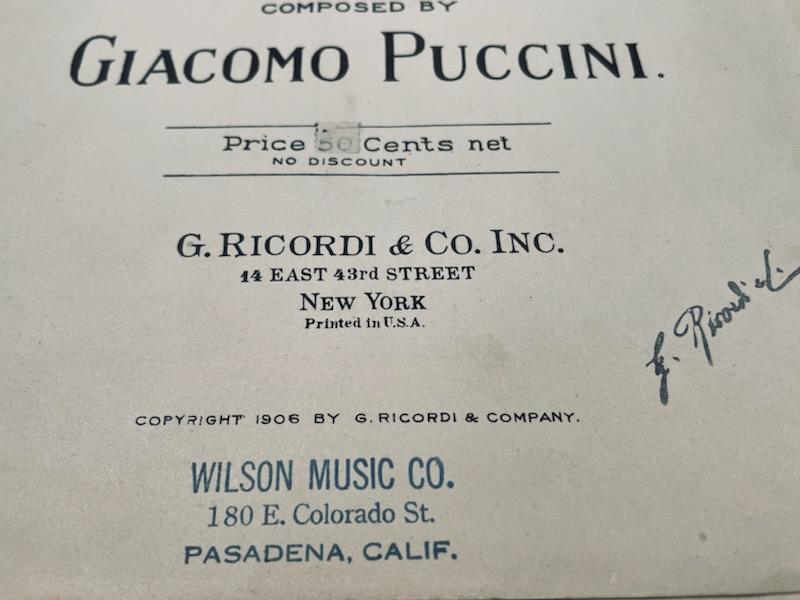 COMPOSED BY
GIACOMO PUCCINI.
Price 50 Cents net
NO DISCOUNT
G. RICORDI & CO. INC.
14 EAST 43rd STREET
NEW YORK
Printed in U.S.A.
G. Ricordi & C.
COPYRIGHT 1906 BY G. RICORDI & COMPANY.
WILSON MUSIC CO.
180 E. Colorado St.
PASADENA, CALIF.